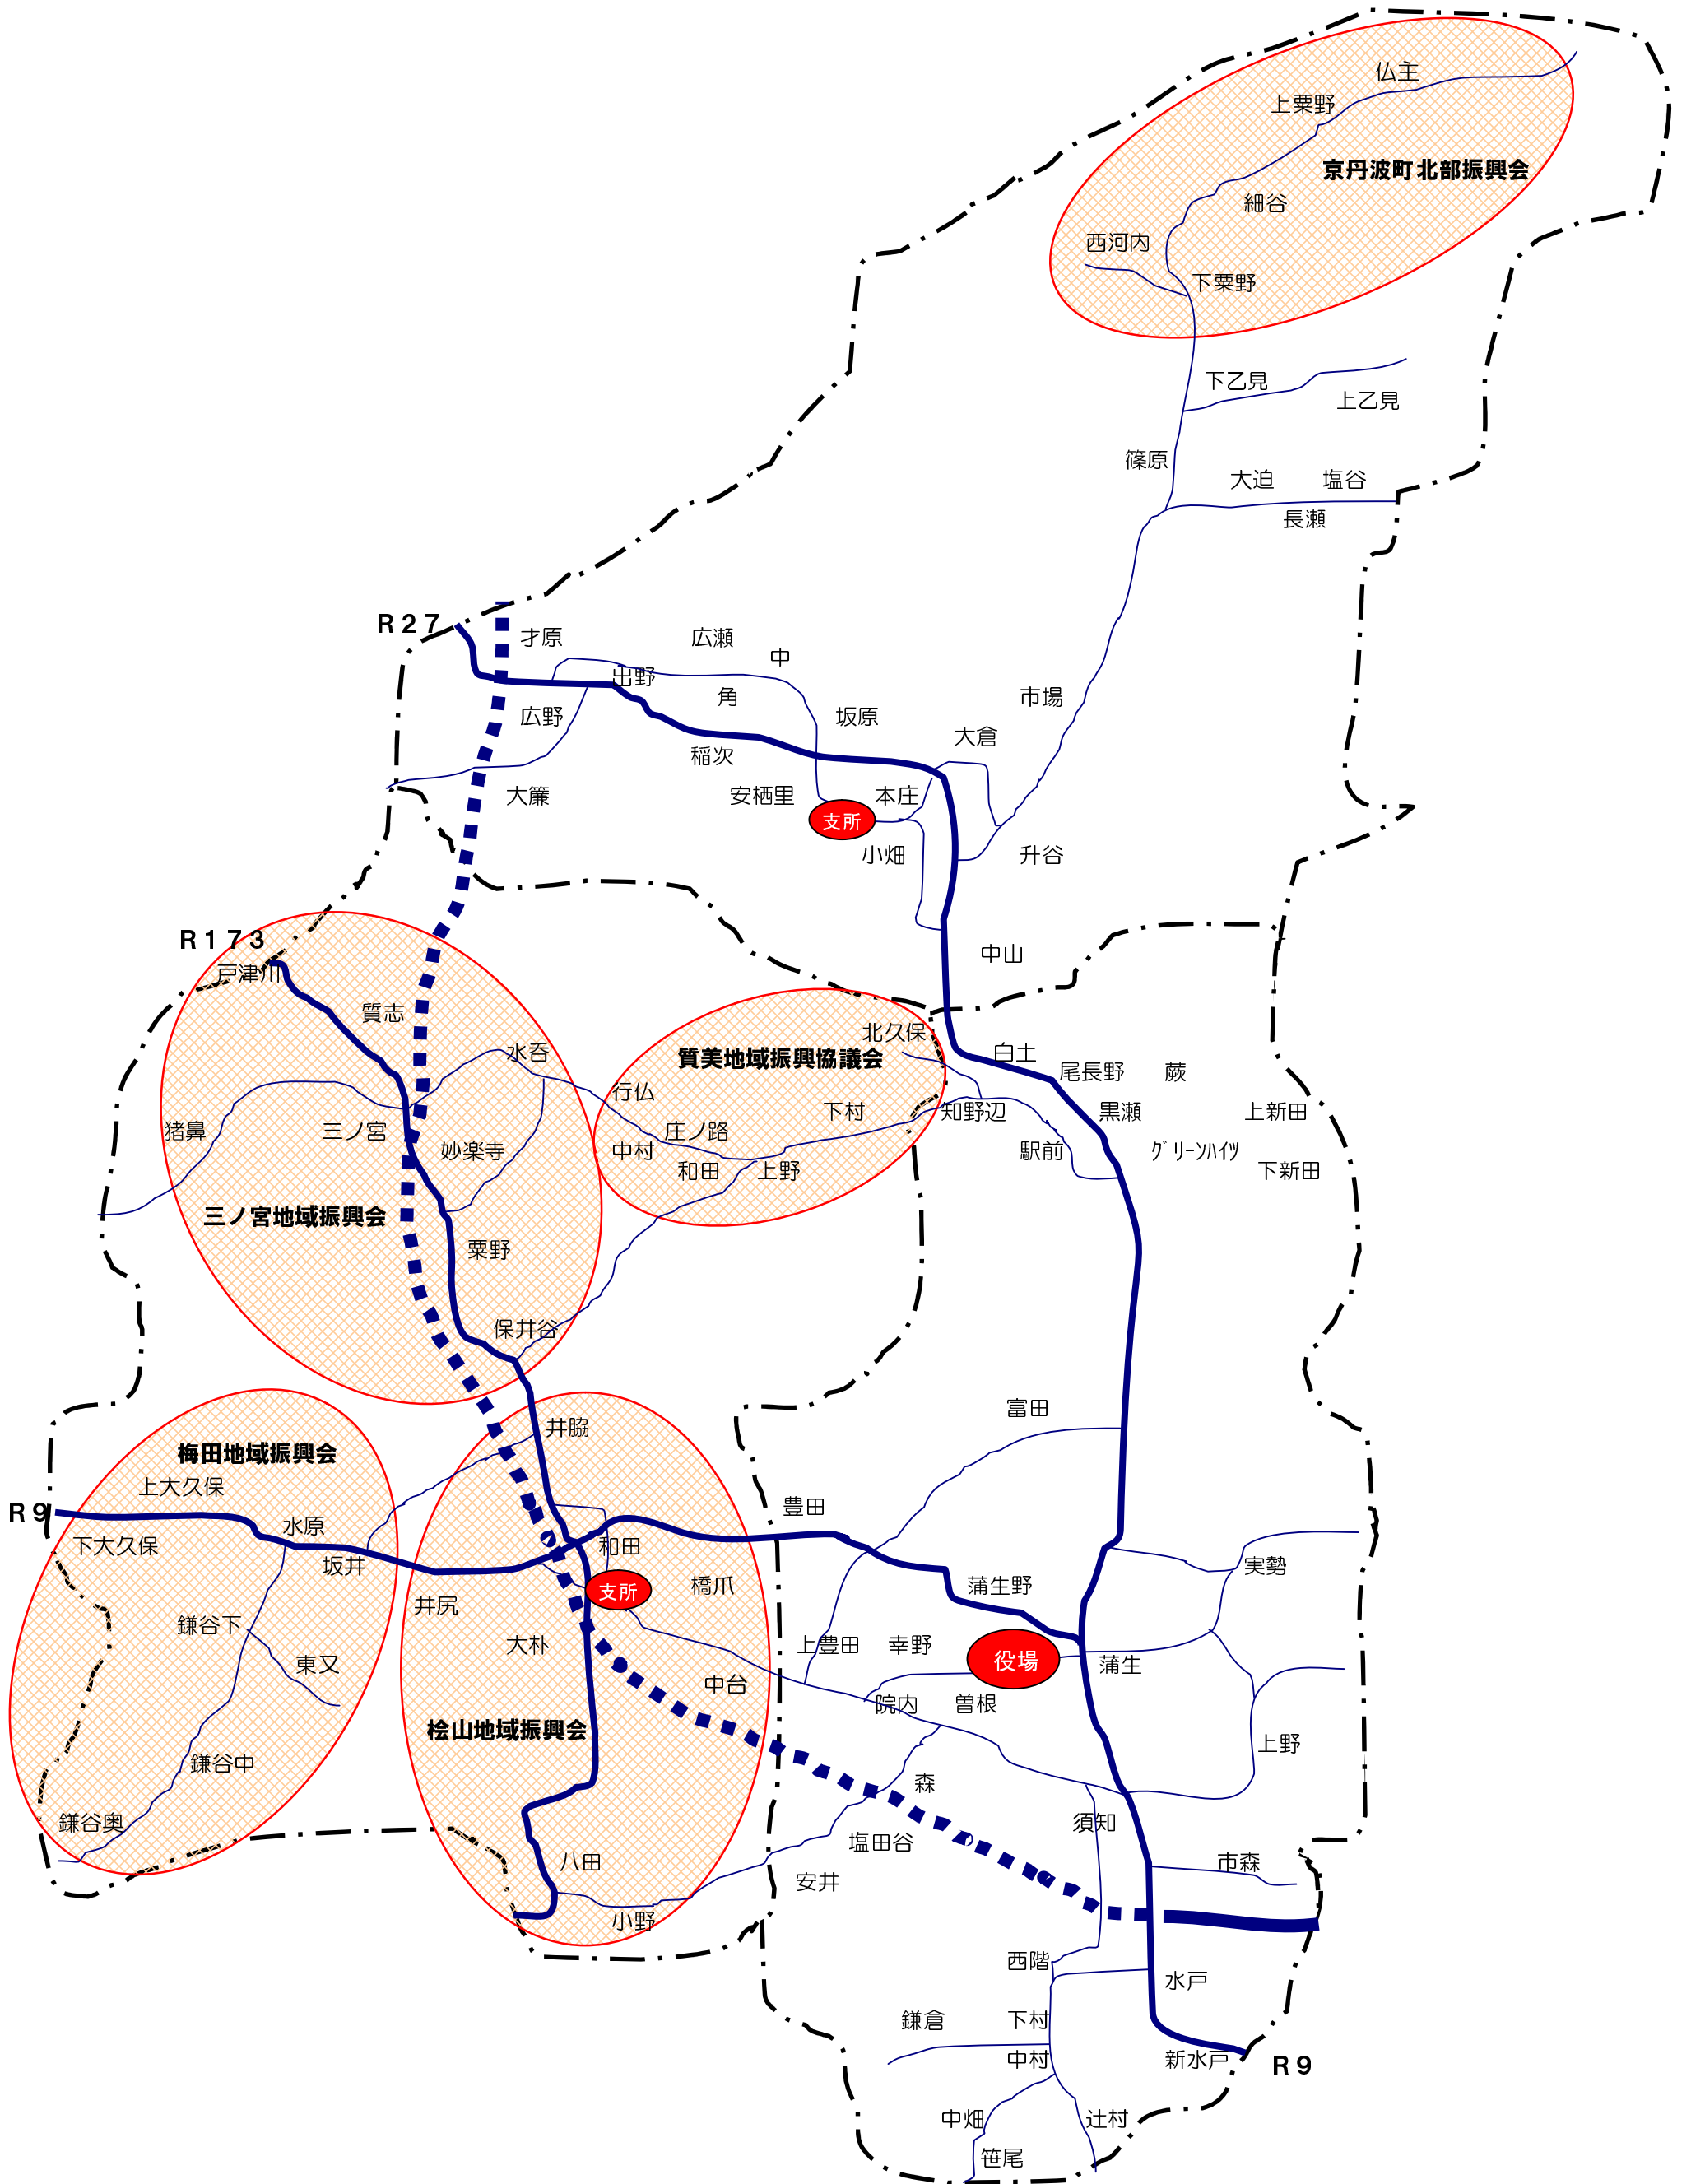 仏主
上粟野
京丹波町北部振興会
細谷
西河内
下粟野
下乙見
上乙見
篠原
大迫
塩谷
長瀬
R27
才原
広瀬
中
出野
角
市場
広野
坂原
大倉
稲次
大簾
安栖里
本庄
支所
小畑
升谷
R173
中山
戸津川
質志
北久保
水呑
質美地域振興協議会
白土
尾長野
蕨
行仏
下村
知野辺
黒瀬
上新田
猪鼻
三ノ宮
庄ノ路
妙楽寺
中村
駅前
グリーンハイツ
和田
上野
下新田
三ノ宮地域振興会
粟野
保井谷
富田
井脇
梅田地域振興会
上大久保
豊田
R9
水原
下大久保
和田
坂井
実勢
橋爪
支所
蒲生野
井尻
鎌谷下
大朴
上豊田
幸野
役場
蒲生
東又
中台
院内
曽根
桧山地域振興会
上野
鎌谷中
森
鎌谷奥
須知
塩田谷
八田
市森
安井
小野
西階
水戸
鎌倉
下村
中村
新水戸
R9
中畑
辻村
笹尾